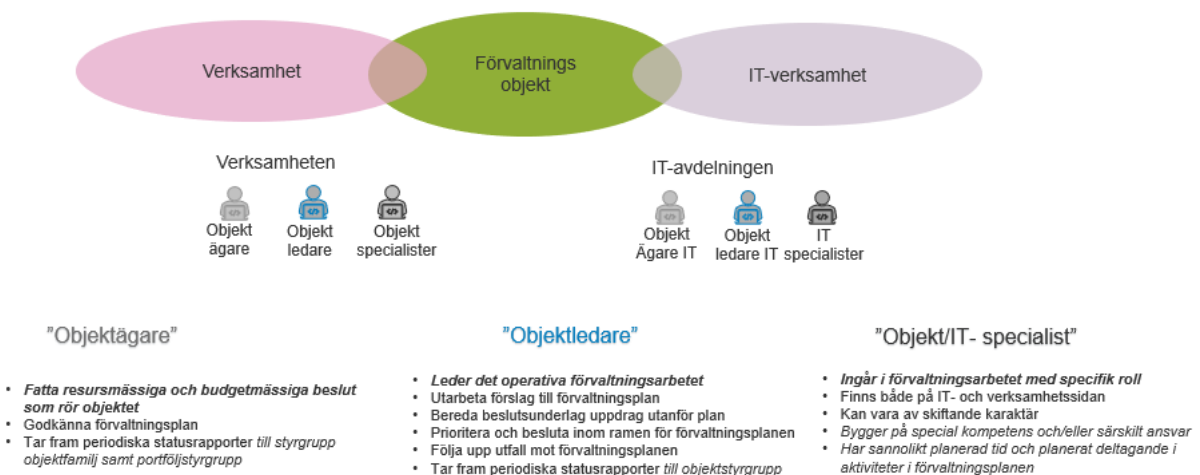 Verksamhet
Förvaltnings
objekt
IT-verksamhet
Verksamheten
IT-avdelningen
Objekt
ägare
Objekt
ledare
Objekt
specialister
Objekt
Ägare IT
Objekt
ledare IT
IT
specialister
"Objektägare"
• Fatta resursmässiga och budgetmässiga beslut
som rör objektet
• Godkänna förvaltningsplan
• Tar fram periodiska statusrapporter till styrgrupp
objektfamilj samt portföljstyrgrupp
"Objektledare"
• Leder det operativa förvaltningsarbetet
• Utarbeta förslag till förvaltningsplan
• Bereda beslutsunderlag uppdrag utanför plan
• Prioritera och besluta inom ramen för förvaltningsplanen
• Följa upp utfall mot förvaltningsplanen
• Tar fram periodiska statusrapporter till objektstyrgrupp
"Objekt/IT- specialist"
• Ingår i förvaltningsarbetet med specifik roll
• Finns både på IT- och verksamhetssidan
• Kan vara av skiftande karaktär
• Bygger på special kompetens och/eller särskilt ansvar
• Har sannolikt planerad tid och planerat deltagande i
aktiviteter i förvaltningsplanen